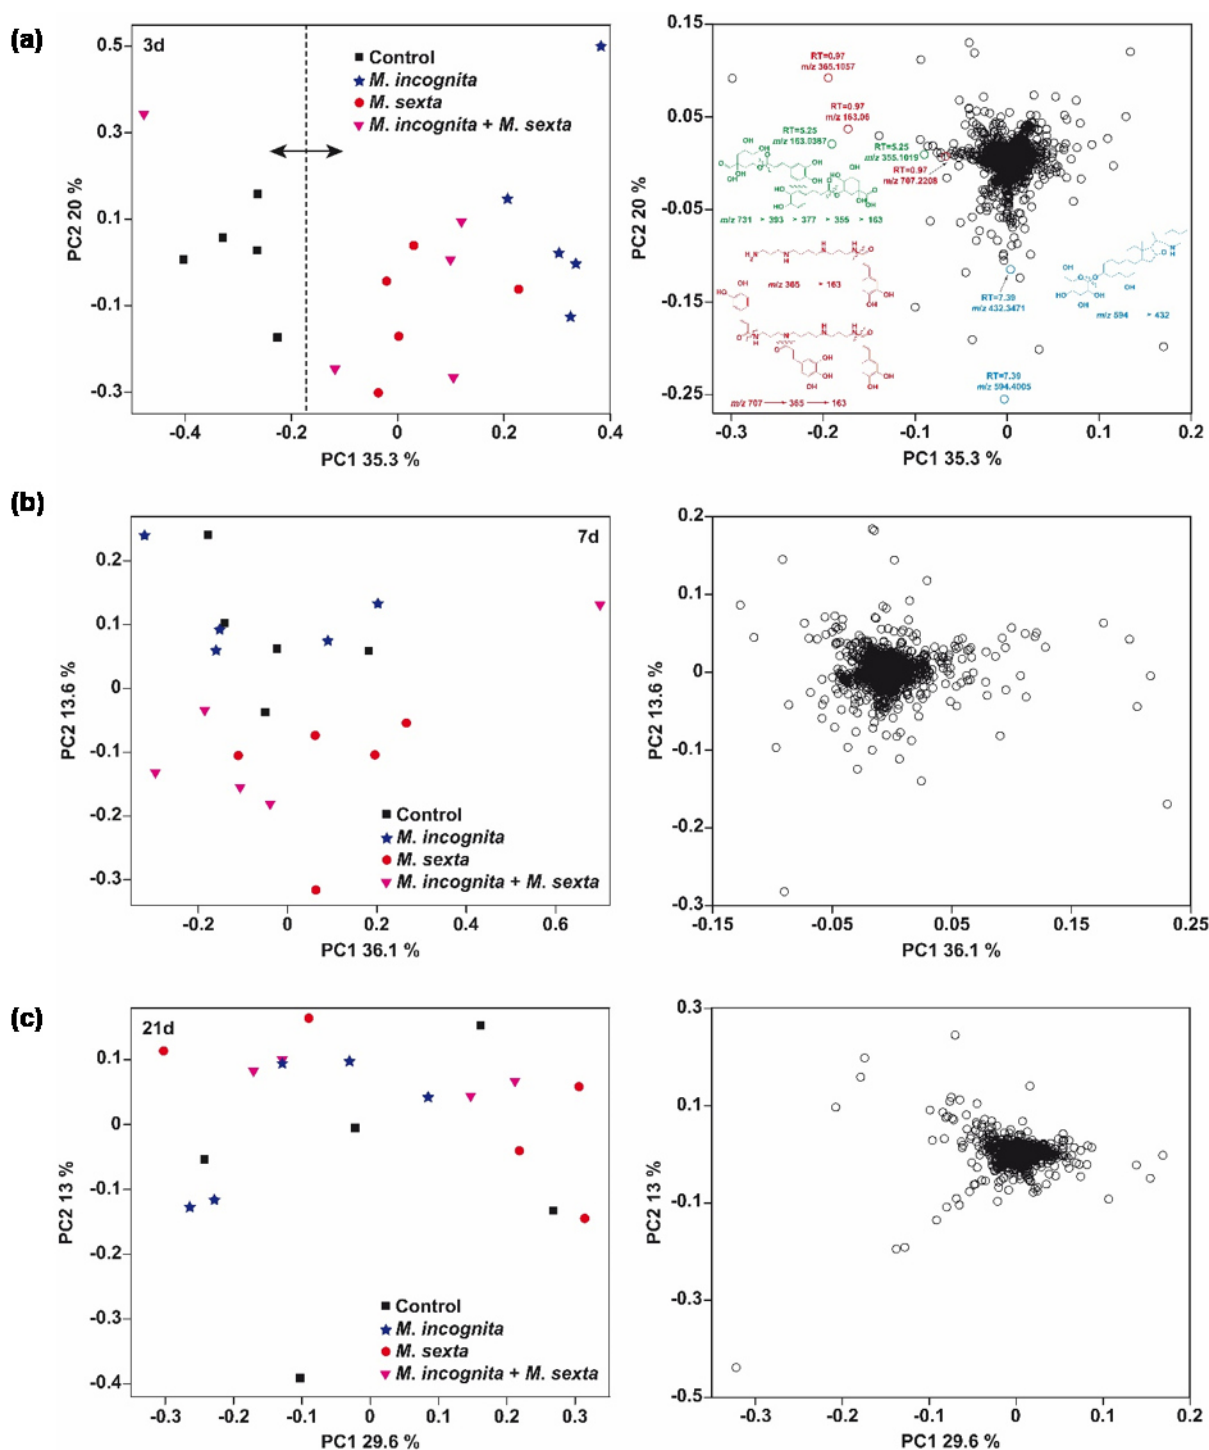 (a)
3d
Control
M. incognita
M. sexta
M. incognita + M. sexta
0.5
0.3
0.1
-0.1
-0.3
PC2 20 %
-0.4
-0.2
0
0.2
0.4
PC1 35.3 %
0.15
0.05
-0.05
-0.15
-0.25
PC2 20 %
RT=0.97
m/z 365.1057
RT=0.97
m/z 163.06
RT=5.25
m/z 163.0387
RT=5.25
m/z 355.1019
RT=0.97
m/z 707.2208
m/z 731 > 393 > 377 > 355 > 163
m/z 365 > 163
m/z 707 → 365 → 163
RT=7.39
m/z 432.3471
m/z 594 > 432
RT=7.39
m/z 594.4005
-0.3
-0.2
-0.1
0
0.1
0.2
PC1 35.3 %
(b)
7d
0.2
0.1
0
-0.1
-0.2
-0.3
PC2 13.6 %
Control
M. incognita
M. sexta
M. incognita + M. sexta
-0.2
0
0.2
0.4
0.6
PC1 36.1 %
0.2
0.1
0
-0.1
-0.2
-0.3
PC2 13.6 %
-0.15
-0.05
0.05
0.15
0.25
PC1 36.1 %
(c)
21d
0.1
0
-0.1
-0.2
-0.3
-0.4
PC2 13 %
Control
M. incognita
M. sexta
M. incognita + M. sexta
-0.3
-0.2
-0.1
0
0.1
0.2
0.3
PC1 29.6 %
0.3
0.1
-0.1
-0.3
-0.5
PC2 13 %
-0.3
-0.2
-0.1
0
0.1
0.2
PC1 29.6 %